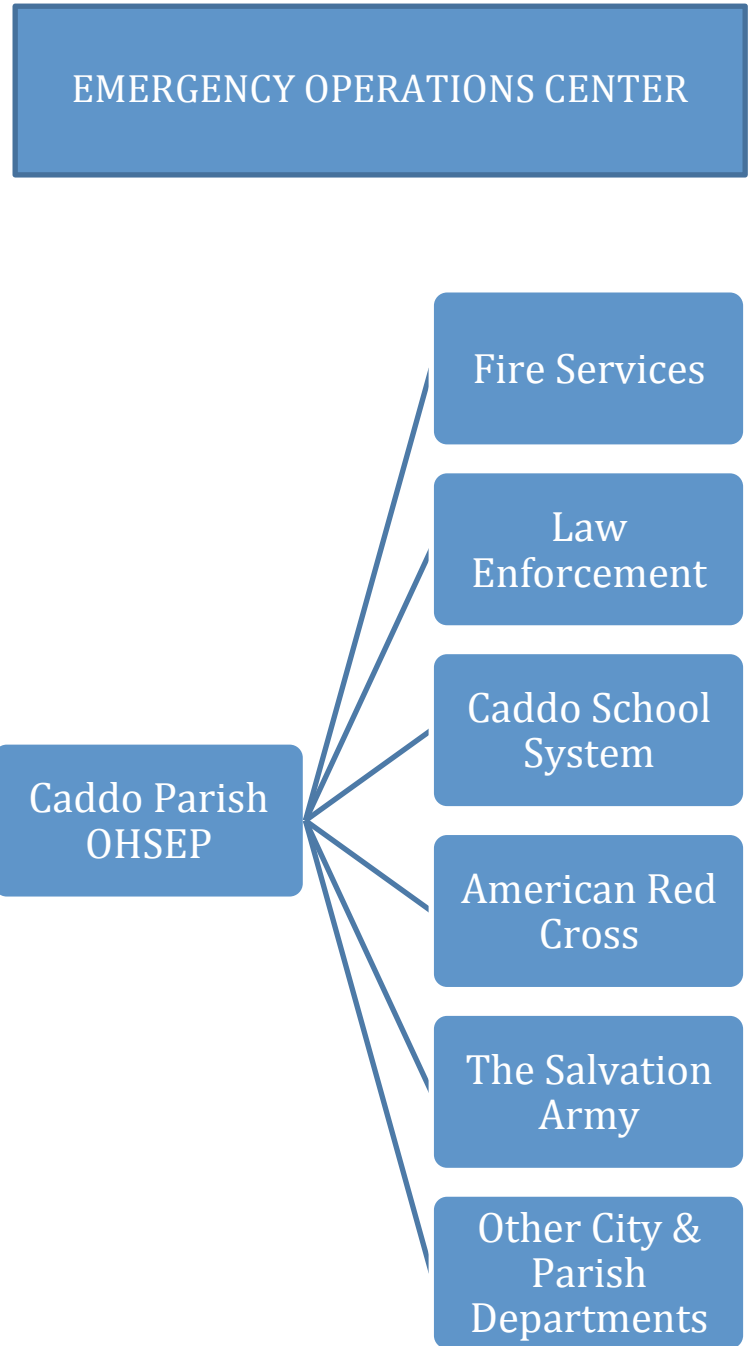 EMERGENCY OPERATIONS CENTER
Fire Services
Law
Enforcement
Caddo School
System
Caddo Parish
OHSEP
American Red
Cross
The Salvation
Army
Other City &
Parish
Departments